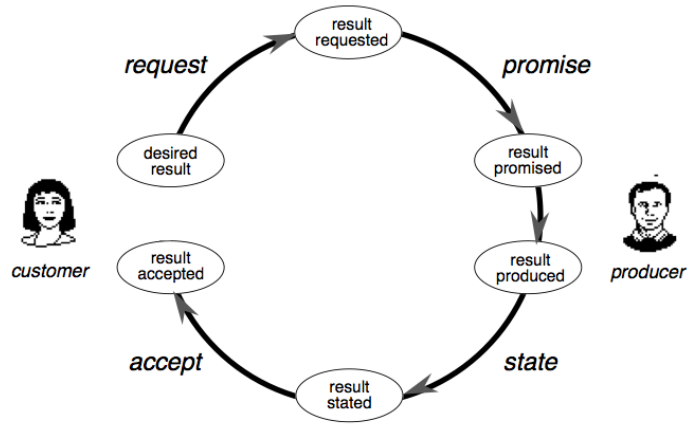 result
requested
request
promise
desired
result
result
promised
customer
result
accepted
result
produced
producer
accept
state
result
stated